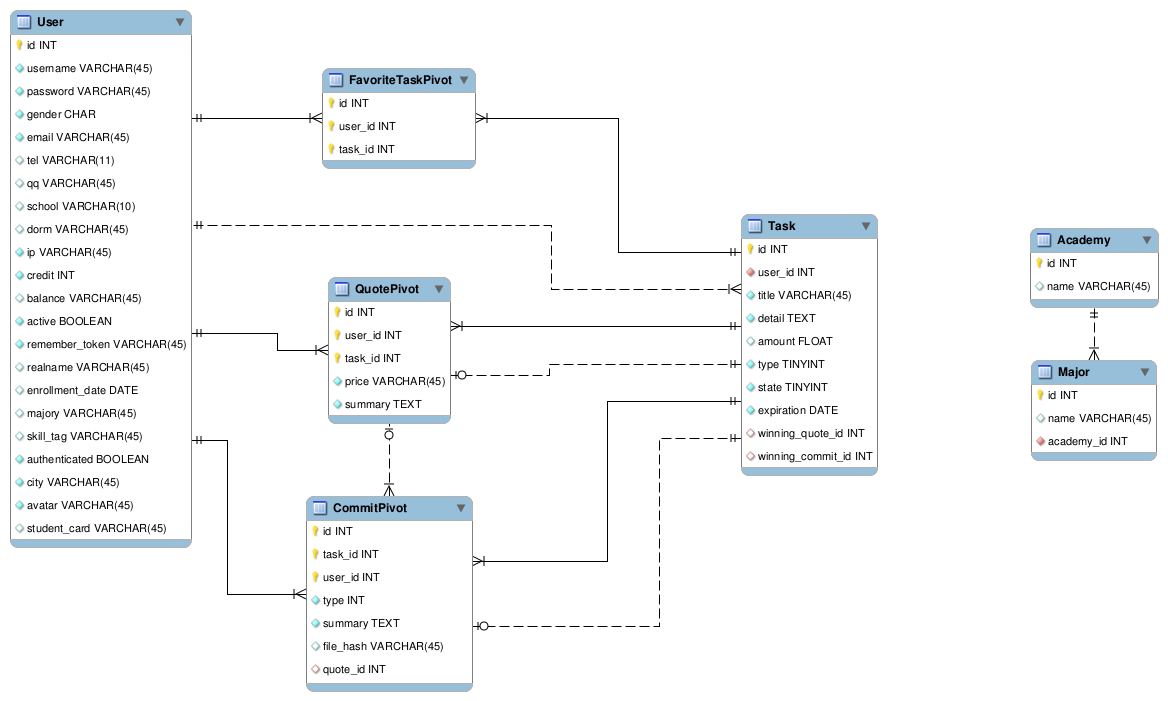 User
id INT
username VARCHAR(45)
password VARCHAR(45)
gender CHAR
email VARCHAR(45)
tel VARCHAR(11)
qq VARCHAR(45)
school VARCHAR(10)
dorm VARCHAR(45)
ip VARCHAR(45)
credit INT
balance VARCHAR(45)
active BOOLEAN
remember_token VARCHAR(45)
realname VARCHAR(45)
enrollment_date DATE
majory VARCHAR(45)
skill_tag VARCHAR(45)
authenticated BOOLEAN
city VARCHAR(45)
avatar VARCHAR(45)
student_card VARCHAR(45)
FavoriteTaskPivot
id INT
user_id INT
task_id INT
QuotePivot
id INT
user_id INT
task_id INT
price VARCHAR(45)
summary TEXT
CommitPivot
id INT
task_id INT
user_id INT
type INT
summary TEXT
file_hash VARCHAR(45)
quote_id INT
Task
id INT
user_id INT
title VARCHAR(45)
detail TEXT
amount FLOAT
type TINYINT
state TINYINT
expiration DATE
winning_quote_id INT
winning_commit_id INT
Academy
id INT
name VARCHAR(45)
Major
id INT
name VARCHAR(45)
academy_id INT